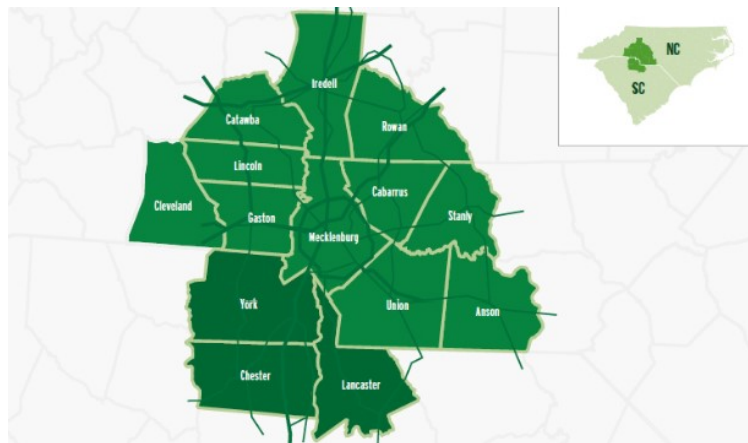 NC
SC
Iredell
Catawba
Rowan
Lincoln
Cabarrus
Cleveland
Gaston
Stanly
Mecklenburg
York
Union
Anson
Chester
Lancaster